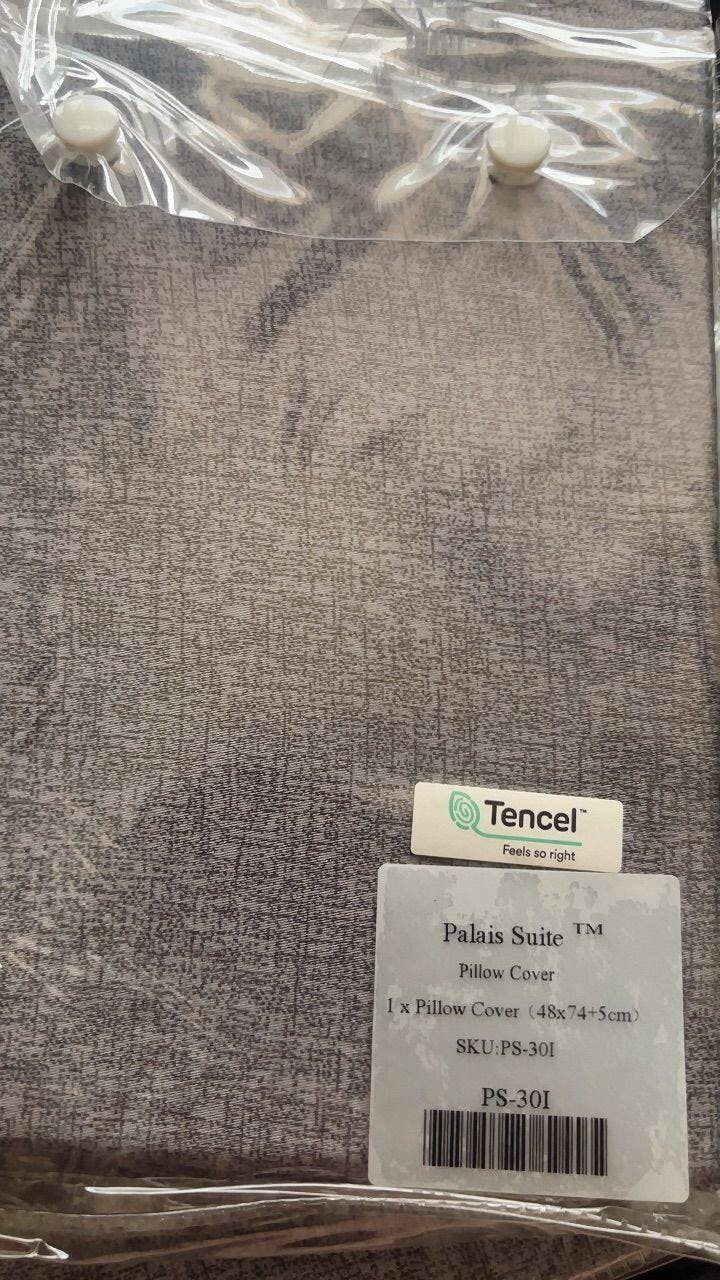 Tencel™
Feels so right
Palais Suite ™
Pillow Cover
1 x Pillow Cover（48x74+5cm）
SKU:PS-30I
PS-30I